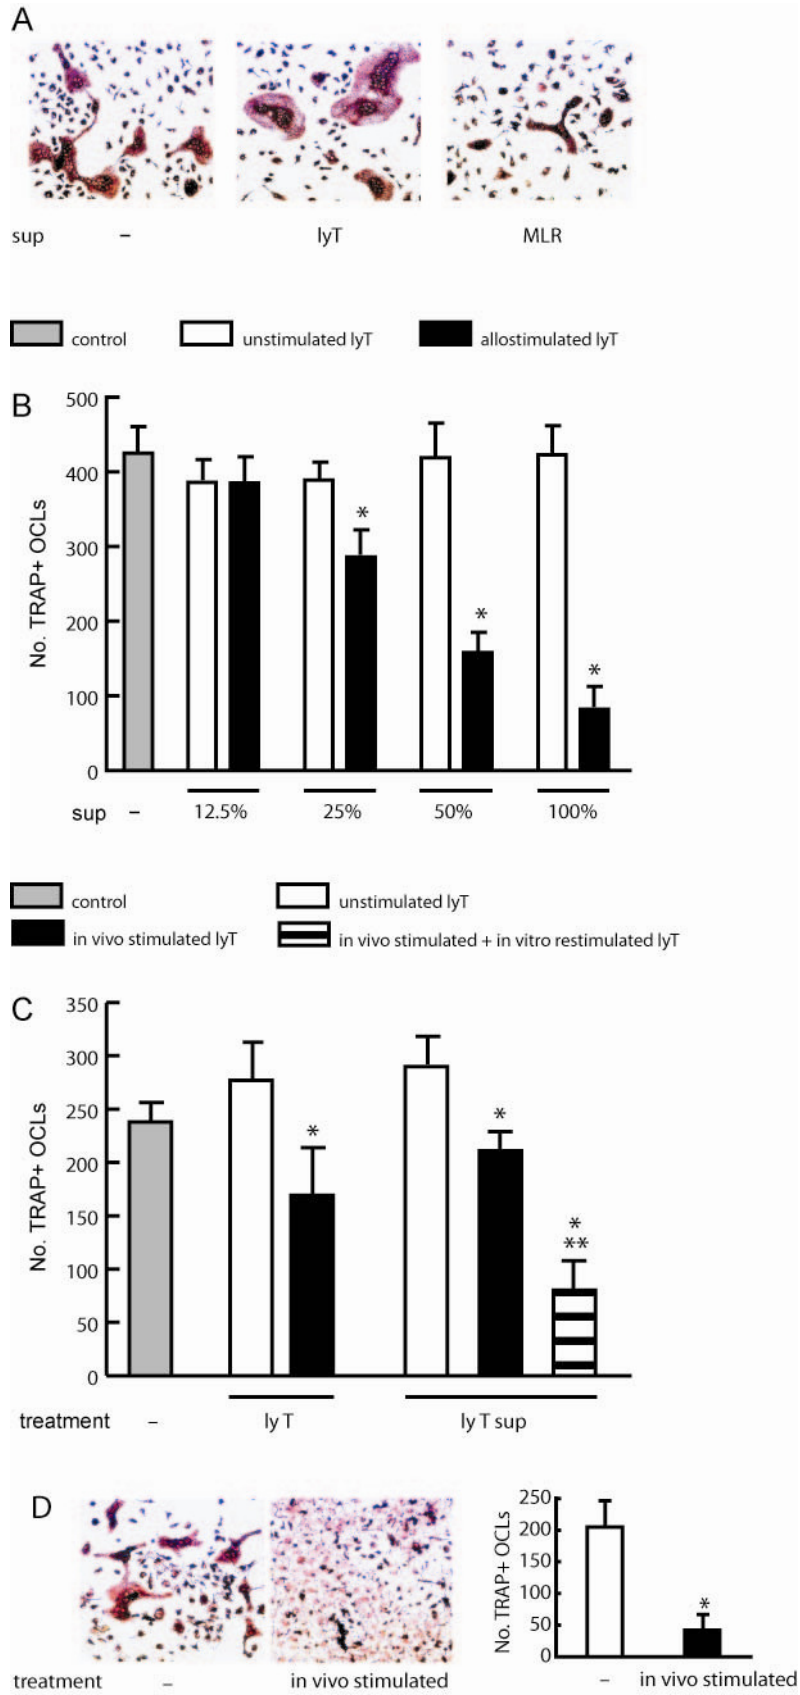 A
sup – lyT MLR
control unstimulated lyT allostimulated lyT
B
No. TRAP+ OCLs
500
400
300
200
100
0
*
*
*
sup – 12.5% 25% 50% 100%
control unstimulated lyT
in vivo stimulated lyT in vivo stimulated + in vitro restimulated lyT
C
No. TRAP+ OCLs
350
300
250
200
150
100
50
0
*
*
*
**
treatment – ly T ly T sup
D
treatment – in vivo stimulated
No. TRAP+ OCLs
250
200
150
100
50
0
*
– in vivo stimulated